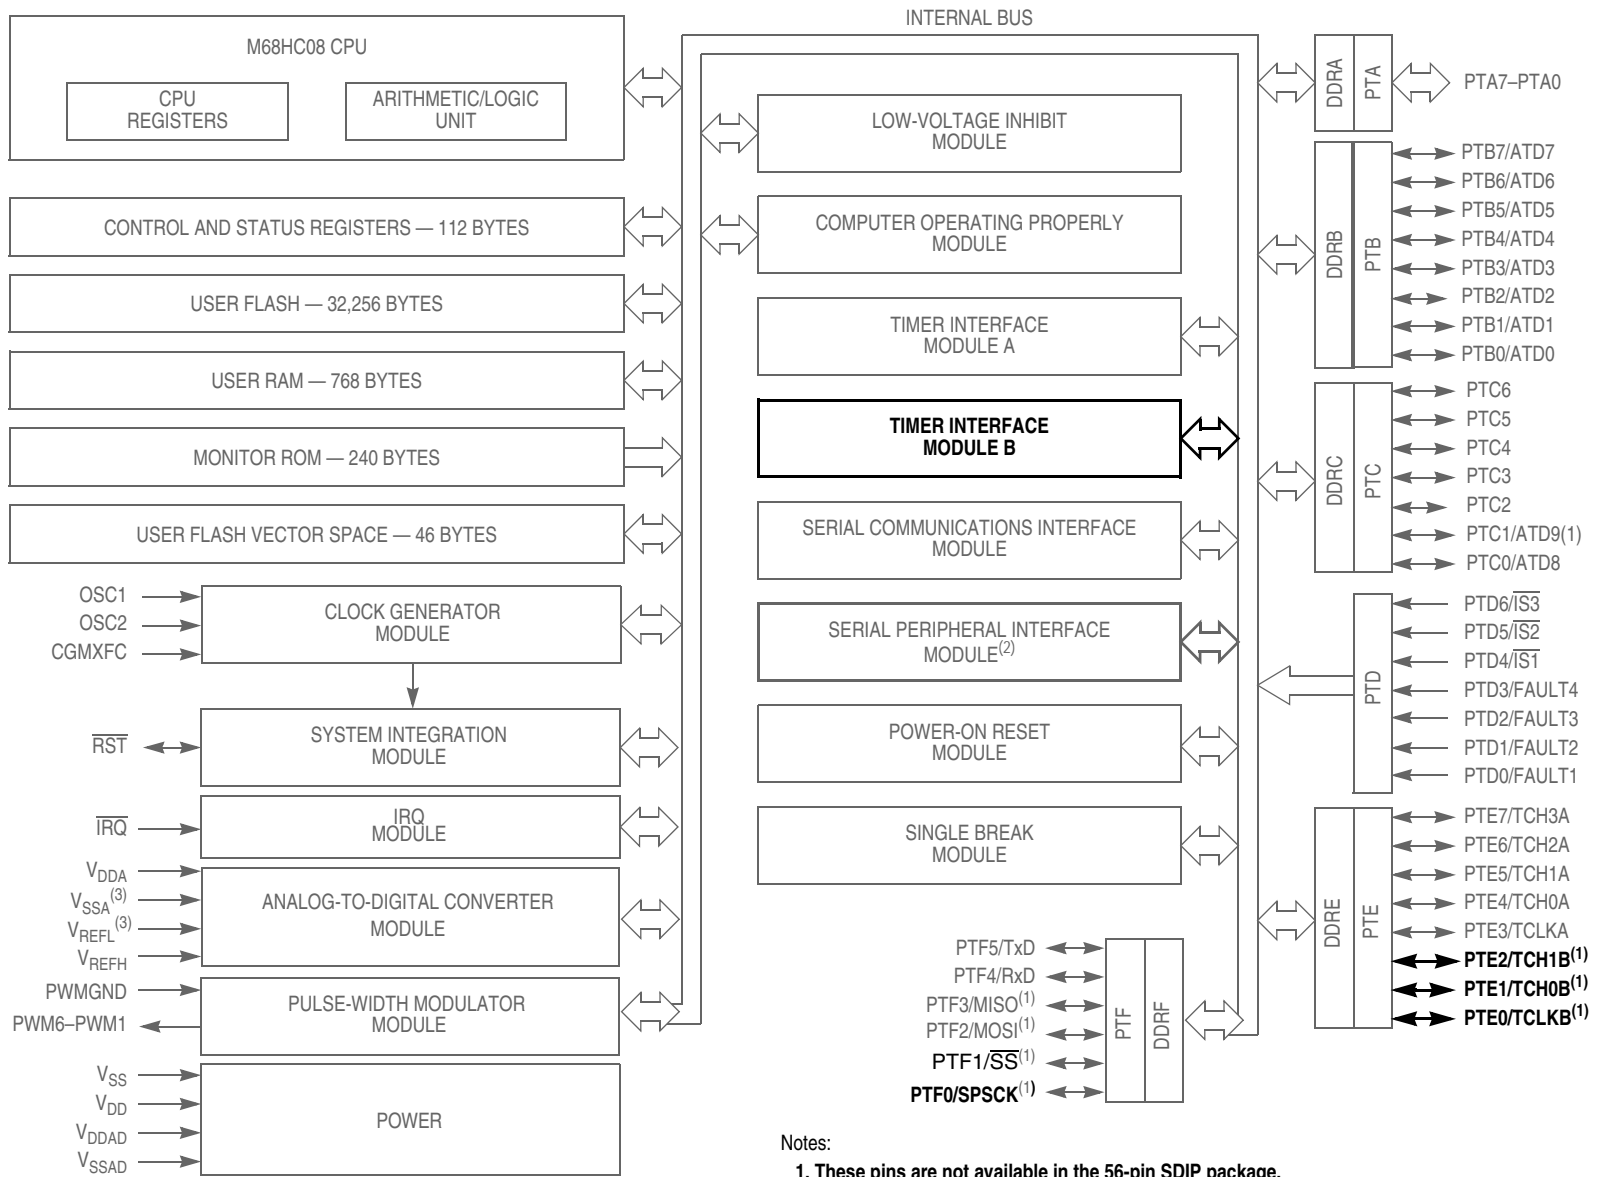 INTERNAL BUS
M68HC08 CPU
CPU
REGISTERS
ARITHMETIC/LOGIC
UNIT
CONTROL AND STATUS REGISTERS — 112 BYTES
USER FLASH — 32,256 BYTES
USER RAM — 768 BYTES
MONITOR ROM — 240 BYTES
USER FLASH VECTOR SPACE — 46 BYTES
OSC1
OSC2
CGMXFC
CLOCK GENERATOR
MODULE
RST
SYSTEM INTEGRATION
MODULE
IRQ
IRQ
MODULE
VDDA
VSSA(3)
VREFL(3)
VREFH
ANALOG-TO-DIGITAL CONVERTER
MODULE
PWMGND
PWM6–PWM1
PULSE-WIDTH MODULATOR
MODULE
VSS
VDD
VDDAD
VSSAD
POWER
LOW-VOLTAGE INHIBIT
MODULE
COMPUTER OPERATING PROPERLY
MODULE
TIMER INTERFACE
MODULE A
TIMER INTERFACE
MODULE B
SERIAL COMMUNICATIONS INTERFACE
MODULE
SERIAL PERIPHERAL INTERFACE
MODULE(2)
POWER-ON RESET
MODULE
SINGLE BREAK
MODULE
PTF5/TxD
PTF4/RxD
PTF3/MISO(1)
PTF2/MOSI(1)
PTF1/SS(1)
PTF0/SPSCK(1)
PTF
DDRF
DDRA
PTA
PTA7–PTA0
DDRB
PTB
PTB7/ATD7
PTB6/ATD6
PTB5/ATD5
PTB4/ATD4
PTB3/ATD3
PTB2/ATD2
PTB1/ATD1
PTB0/ATD0
DDRC
PTC
PTC6
PTC5
PTC4
PTC3
PTC2
PTC1/ATD9(1)
PTC0/ATD8
PTD
PTD6/IS3
PTD5/IS2
PTD4/IS1
PTD3/FAULT4
PTD2/FAULT3
PTD1/FAULT2
PTD0/FAULT1
DDRE
PTE
PTE7/TCH3A
PTE6/TCH2A
PTE5/TCH1A
PTE4/TCH0A
PTE3/TCLKA
PTE2/TCH1B(1)
PTE1/TCH0B(1)
PTE0/TCLKB(1)
Notes:
1. These pins are not available in the 56-pin SDIP package.